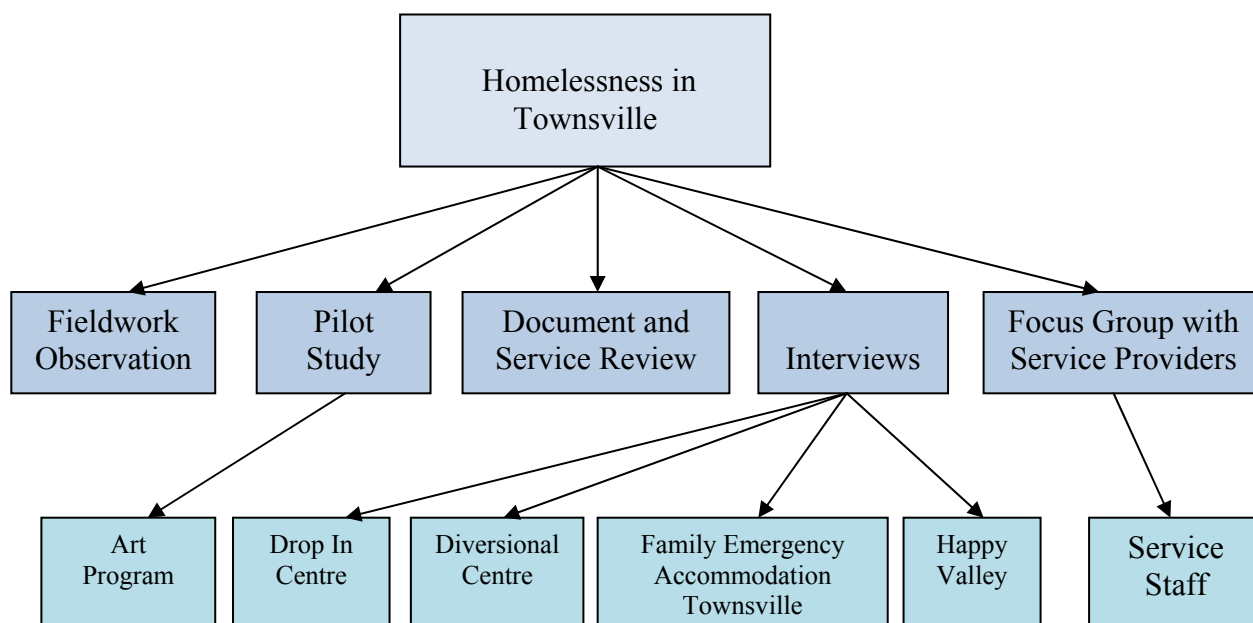 Homelessness in
Townsville
Fieldwork
Observation
Pilot
Study
Document and
Service Review
Interviews
Focus Group with
Service Providers
Art
Program
Drop In
Centre
Diversional
Centre
Family Emergency
Accommodation
Townsville
Happy
Valley
Service
Staff